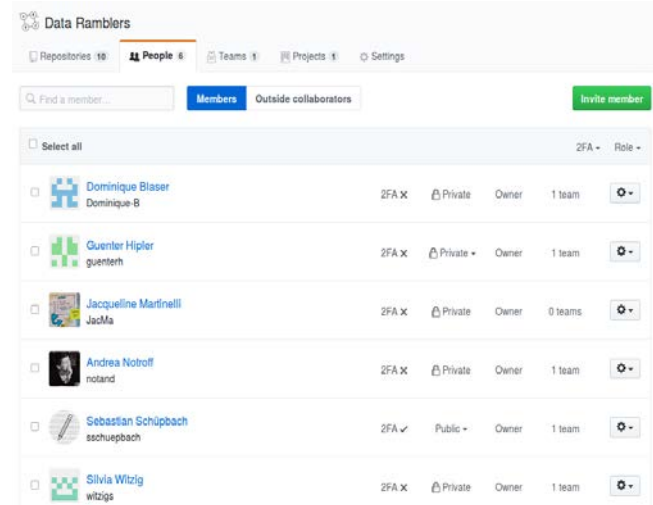 Data Ramblers
Repositories 10 People 6 Teams 1 Projects 1 Settings
Find a member... Members Outside collaborators Invite member
Select all 2FA Role
Dominique Blaser
Dominique-B
2FA Private Owner 1 team
Guenter Hipler
guenterh
2FA Private Owner 1 team
Jacqueline Martinelli
JacMa
2FA Private Owner 0 teams
Andrea Notroff
notand
2FA Private Owner 1 team
Sebastian Schüpbach
sschuepbach
2FA Public Owner 1 team
Silvia Witzig
witzigs
2FA Private Owner 1 team